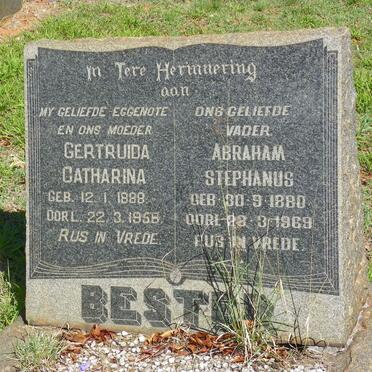 In Tere Herinnering
aan
MY GELIEFDE EGGENOTE
EN ONS MOEDER
GERTRUIDA
CATHARINA
GEB. 12. 1. 1898.
OORL. 22. 3. 1958
RUS IN VREDE.
ONS GELIEFDE
VADER
ABRAHAM
STEPHANUS
GEB. 30. 9. 1880.
OORL. 23. 3. 1969
RUS IN VREDE.
BESTER